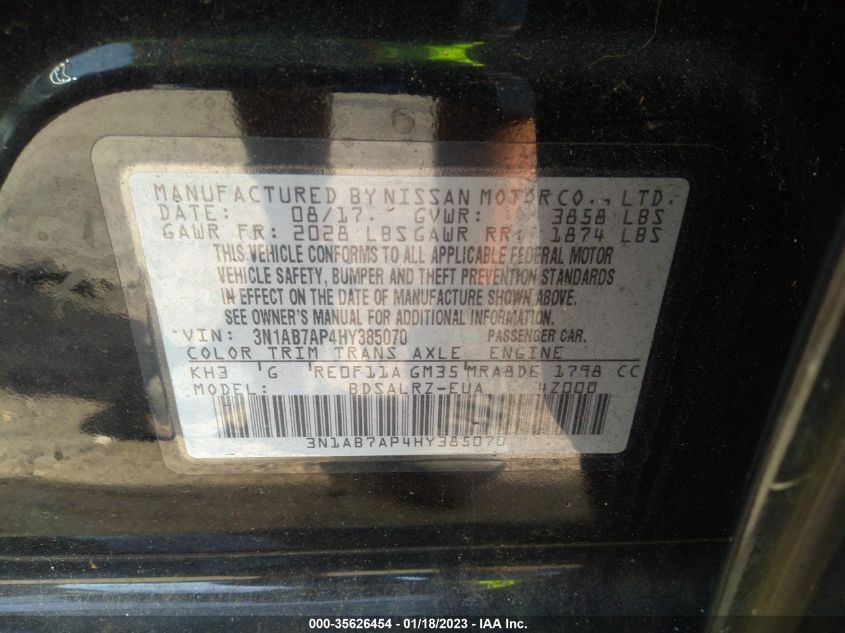 MANUFACTURED BY NISSAN MOTOR CO., LTD.
DATE: 08/17. GVWR: 3858 LBS
GAWR FR: 2028 LBS GAWR RR: 1874 LBS
THIS VEHICLE CONFORMS TO ALL APPLICABLE FEDERAL MOTOR
VEHICLE SAFETY, BUMPER AND THEFT PREVENTION STANDARDS
IN EFFECT ON THE DATE OF MANUFACTURE SHOWN ABOVE.
SEE OWNER'S MANUAL FOR ADDITIONAL INFORMATION.
VIN: 3N1AB7AP4HY385070 PASSENGER CAR.
COLOR TRIM TRANS AXLE ENGINE
KH3 G RE0F11A GM35 MRA8DE 1798 CC
MODEL: BDSALRZ-EUA 4Z000
3N1AB7AP4HY385070
000-35626454 - 01/18/2023 - IAA Inc.